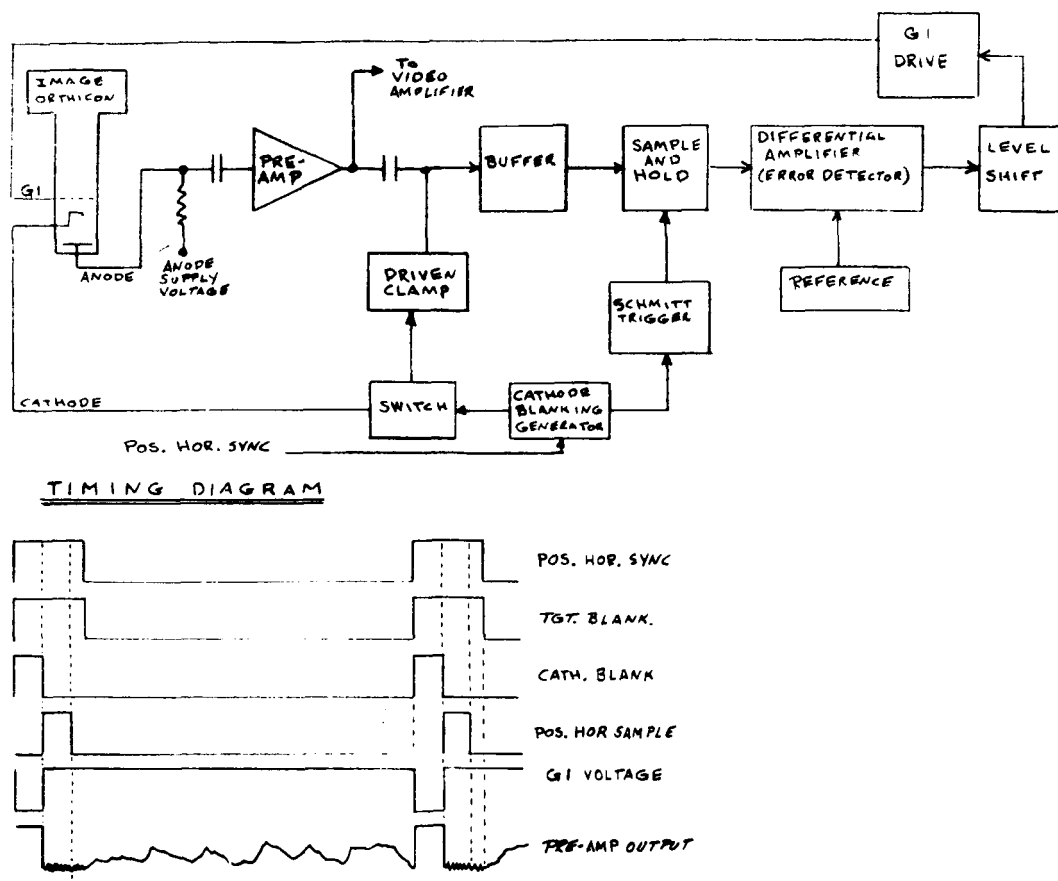 IMAGE
ORTHICON
G1
ANODE
ANODE
SUPPLY
VOLTAGE
PRE-
AMP
TO
VIDEO
AMPLIFIER
BUFFER
SAMPLE
AND
HOLD
DIFFERENTIAL
AMPLIFIER
(ERROR DETECTOR)
LEVEL
SHIFT
G1
DRIVE
DRIVEN
CLAMP
SCHMITT
TRIGGER
REFERENCE
CATHODE
SWITCH
CATHODE
BLANKING
GENERATOR
POS. HOR. SYNC
TIMING DIAGRAM
POS. HOR. SYNC
TGT. BLANK.
CATH. BLANK
POS. HOR SAMPLE
G1 VOLTAGE
PRE-AMP OUTPUT